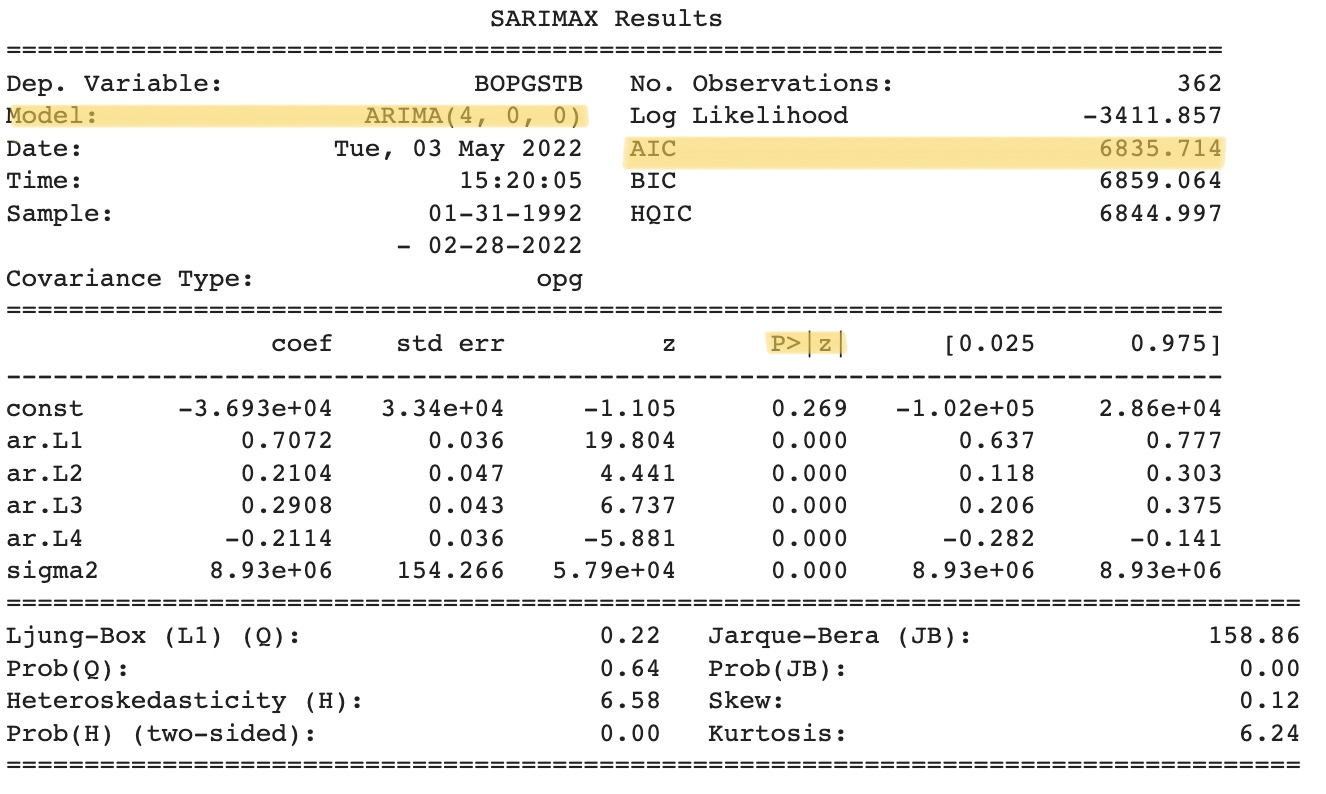 SARIMAX Results
==============================================================================
Dep. Variable:                BOPGSTB   No. Observations:                  362
Model:                 ARIMA(4, 0, 0)   Log Likelihood               -3411.857
Date:                Tue, 03 May 2022   AIC                           6835.714
Time:                        15:20:05   BIC                           6859.064
Sample:                    01-31-1992   HQIC                          6844.997
- 02-28-2022
Covariance Type:                  opg
==============================================================================
coef    std err          z      P>|z|      [0.025      0.975]
------------------------------------------------------------------------------
const      -3.693e+04   3.34e+04     -1.105      0.269   -1.02e+05    2.86e+04
ar.L1          0.7072      0.036     19.804      0.000       0.637       0.777
ar.L2          0.2104      0.047      4.441      0.000       0.118       0.303
ar.L3          0.2908      0.043      6.737      0.000       0.206       0.375
ar.L4         -0.2114      0.036     -5.881      0.000      -0.282      -0.141
sigma2       8.93e+06    154.266   5.79e+04      0.000    8.93e+06    8.93e+06
===================================================================================
Ljung-Box (L1) (Q):                   0.22   Jarque-Bera (JB):               158.86
Prob(Q):                              0.64   Prob(JB):                         0.00
Heteroskedasticity (H):               6.58   Skew:                             0.12
Prob(H) (two-sided):                  0.00   Kurtosis:                         6.24
===================================================================================